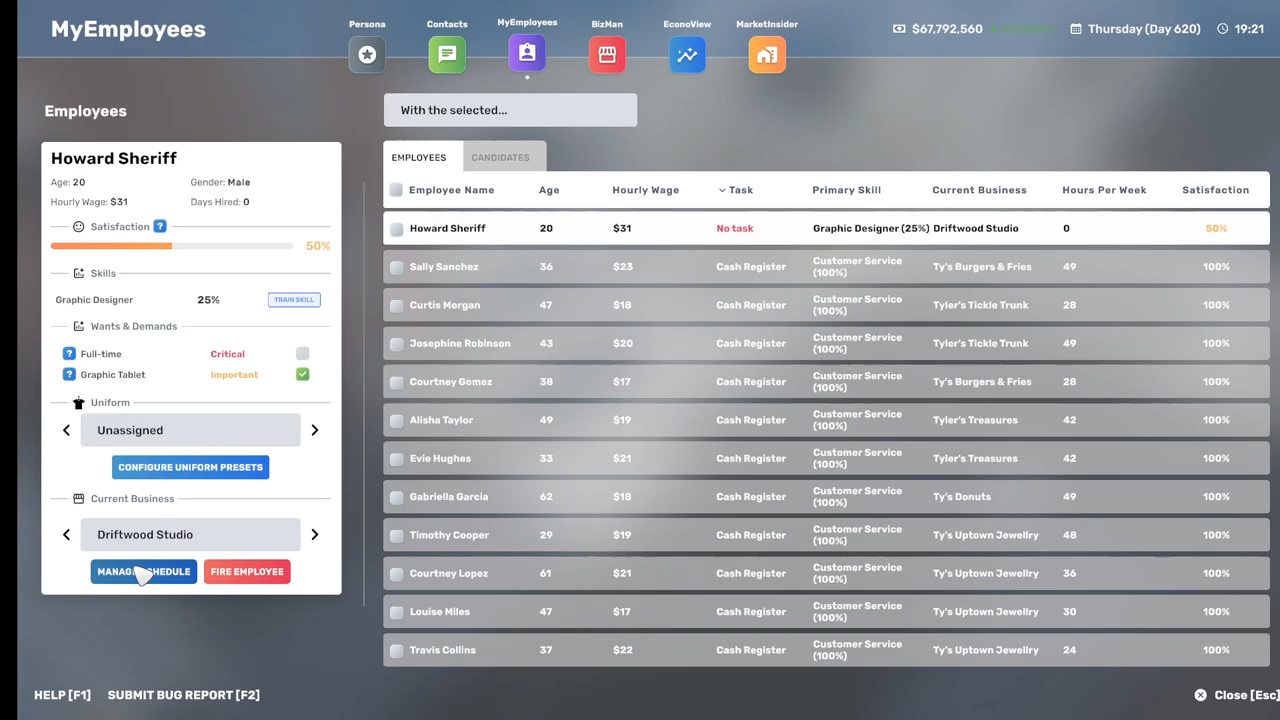 MyEmployees
Persona
Contacts
MyEmployees
BizMan
EconoView
MarketInsider
$67,792,560
Thursday (Day 620)
19:21
Employees
With the selected...
Howard Sheriff
Age: 20 Gender: Male
Hourly Wage: $31 Days Hired: 0
Satisfaction ?
50%
Skills
Graphic Designer 25% TRAIN SKILL
Wants & Demands
? Full-time Critical
? Graphic Tablet Important
Uniform
Unassigned
CONFIGURE UNIFORM PRESETS
Current Business
Driftwood Studio
MANAGE SCHEDULE FIRE EMPLOYEE
EMPLOYEES CANDIDATES
Employee Name Age Hourly Wage Task Primary Skill Current Business Hours Per Week Satisfaction
Howard Sheriff 20 $31 No task Graphic Designer (25%) Driftwood Studio 0 50%
Sally Sanchez 36 $23 Cash Register Customer Service (100%) Ty's Burgers & Fries 49 100%
Curtis Morgan 47 $18 Cash Register Customer Service (100%) Tyler's Tickle Trunk 28 100%
Josephine Robinson 43 $20 Cash Register Customer Service (100%) Tyler's Tickle Trunk 49 100%
Courtney Gomez 38 $17 Cash Register Customer Service (100%) Ty's Burgers & Fries 28 100%
Alisha Taylor 49 $19 Cash Register Customer Service (100%) Tyler's Treasures 42 100%
Evie Hughes 33 $21 Cash Register Customer Service (100%) Tyler's Treasures 42 100%
Gabriella Garcia 62 $18 Cash Register Customer Service (100%) Ty's Donuts 49 100%
Timothy Cooper 29 $19 Cash Register Customer Service (100%) Ty's Uptown Jewellry 48 100%
Courtney Lopez 61 $21 Cash Register Customer Service (100%) Ty's Uptown Jewellry 36 100%
Louise Miles 47 $17 Cash Register Customer Service (100%) Ty's Uptown Jewellry 30 100%
Travis Collins 37 $22 Cash Register Customer Service (100%) Ty's Uptown Jewellry 24 100%
HELP [F1] SUBMIT BUG REPORT [F2]
Close [Esc]